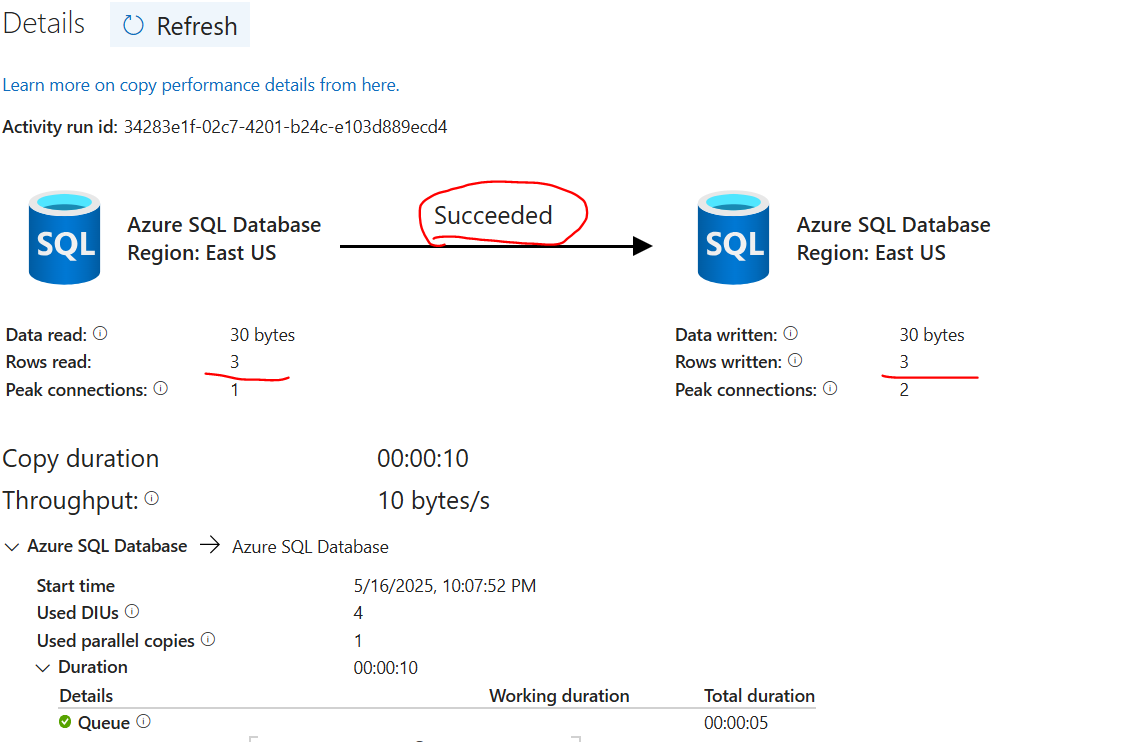 Details
Refresh
Learn more on copy performance details from here.
Activity run id: 34283e1f-02c7-4201-b24c-e103d889ecd4
Succeeded
SQL
Azure SQL Database
Region: East US
SQL
Azure SQL Database
Region: East US
Data read: 30 bytes
Rows read: 3
Peak connections: 1
Data written: 30 bytes
Rows written: 3
Peak connections: 2
Copy duration 00:00:10
Throughput: 10 bytes/s
Azure SQL Database → Azure SQL Database
Start time 5/16/2025, 10:07:52 PM
Used DIUs 4
Used parallel copies 1
Duration 00:00:10
Details Working duration Total duration
Queue 00:00:05